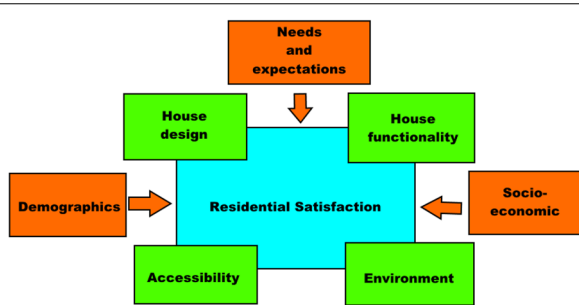 Needs
and
expectations
House
design
House
functionality
Demographics
Residential Satisfaction
Socio-
economic
Accessibility
Environment